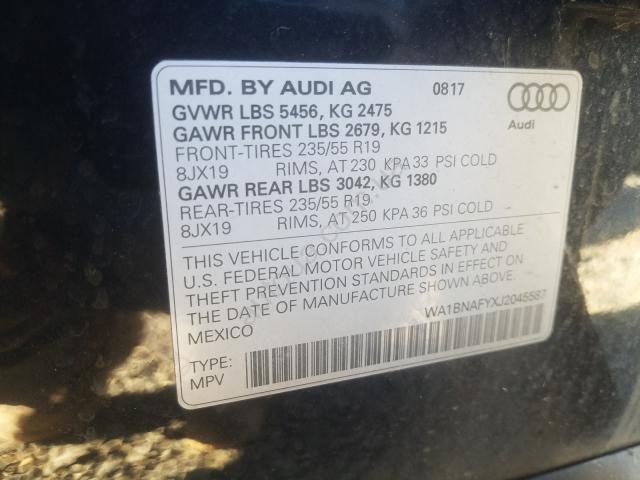 MFD. BY AUDI AG 0817
GVWR LBS 5456, KG 2475
GAWR FRONT LBS 2679, KG 1215
Audi
FRONT-TIRES 235/55 R19
8JX19 RIMS, AT 230 KPA 33 PSI COLD
GAWR REAR LBS 3042, KG 1380
REAR-TIRES 235/55 R19
8JX19 RIMS, AT 250 KPA 36 PSI COLD
THIS VEHICLE CONFORMS TO ALL APPLICABLE
U.S. FEDERAL MOTOR VEHICLE SAFETY AND
THEFT PREVENTION STANDARDS IN EFFECT ON
THE DATE OF MANUFACTURE SHOWN ABOVE.
MEXICO
WA1BNAFYXJ2045587
TYPE:
MPV